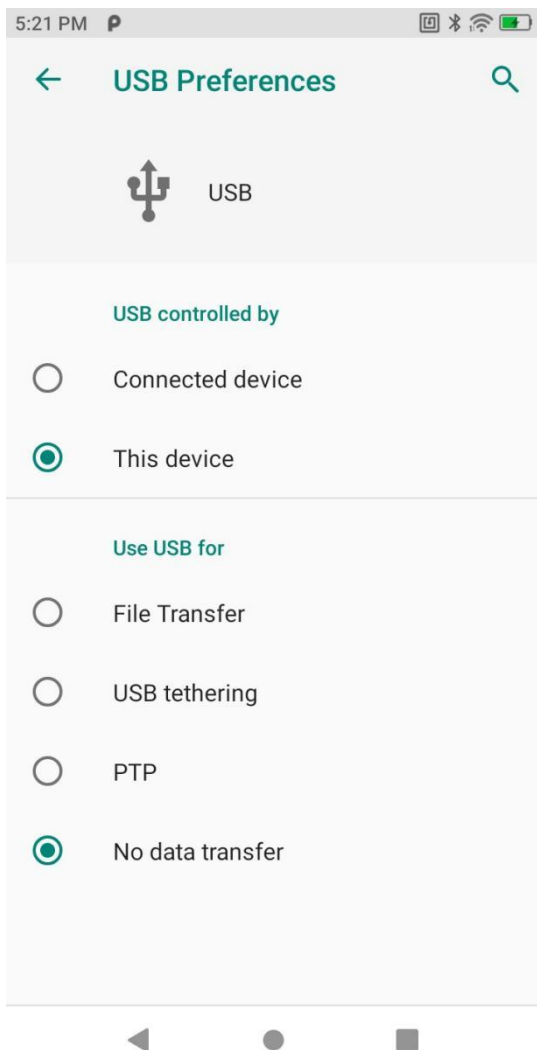 5:21 PM
USB Preferences
USB
USB controlled by
Connected device
This device
Use USB for
File Transfer
USB tethering
PTP
No data transfer